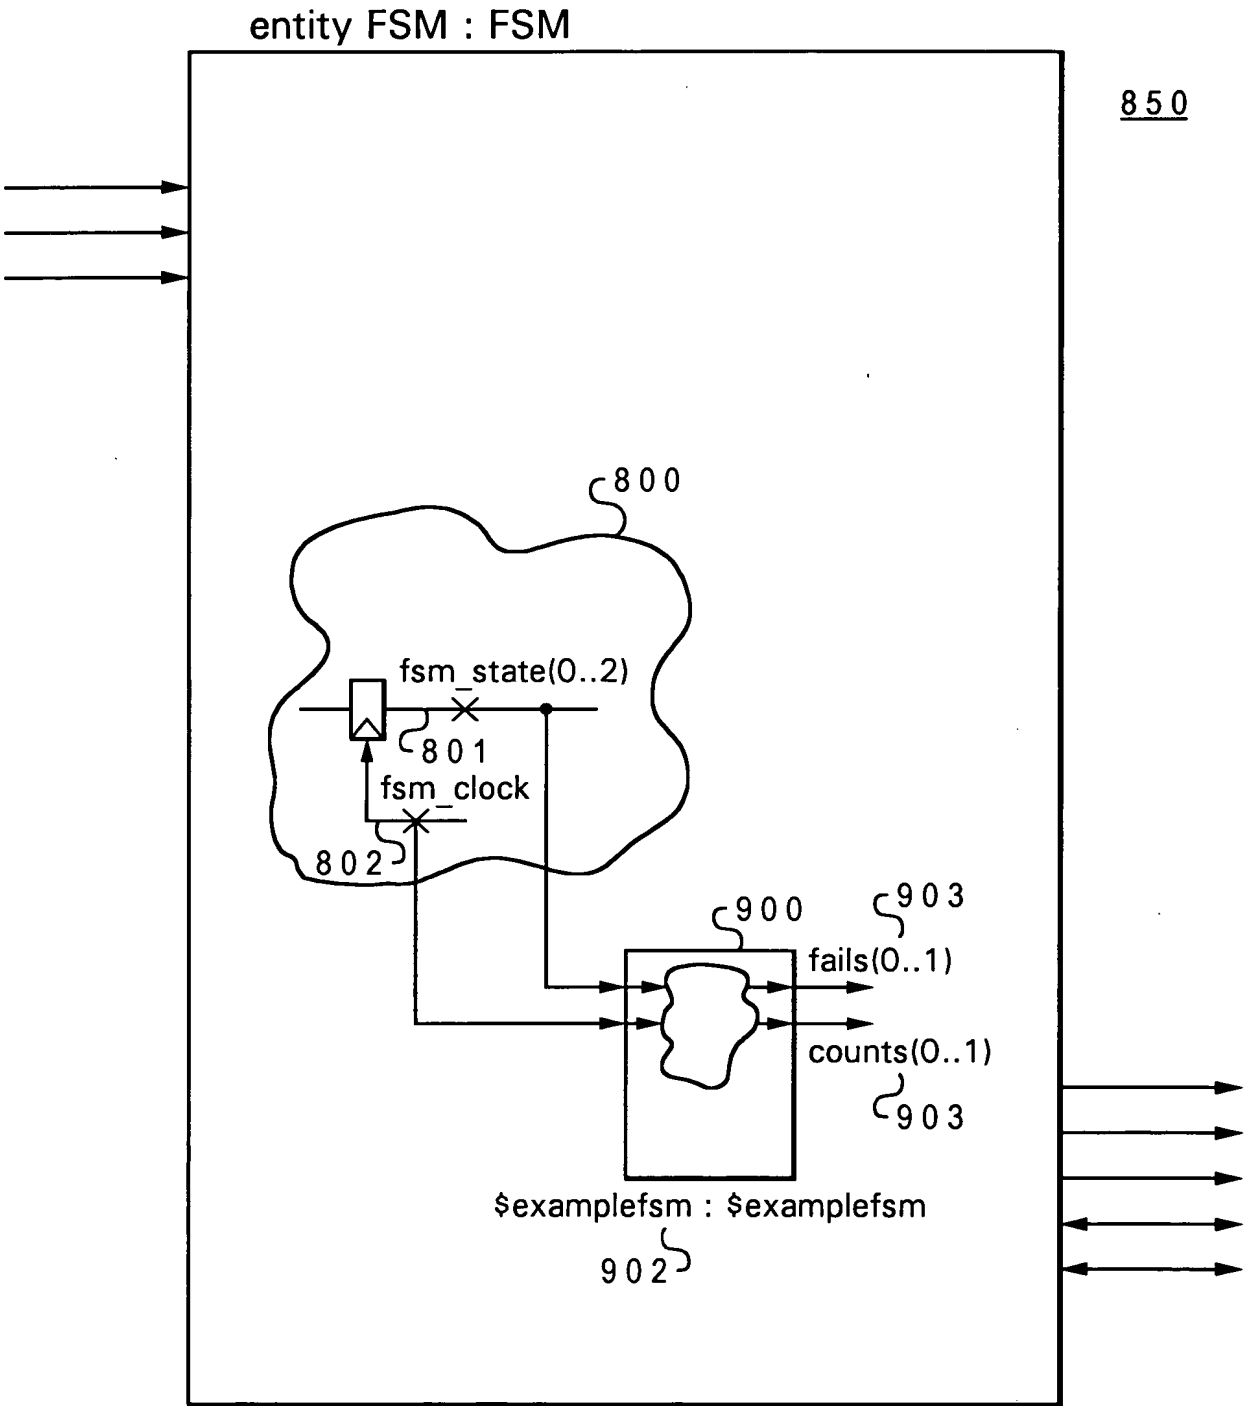 entity FSM : FSM
850
800
fsm_state(0..2)
801
fsm_clock
802
903
900
fails(0..1)
counts(0..1)
903
$examplefsm : $examplefsm
902